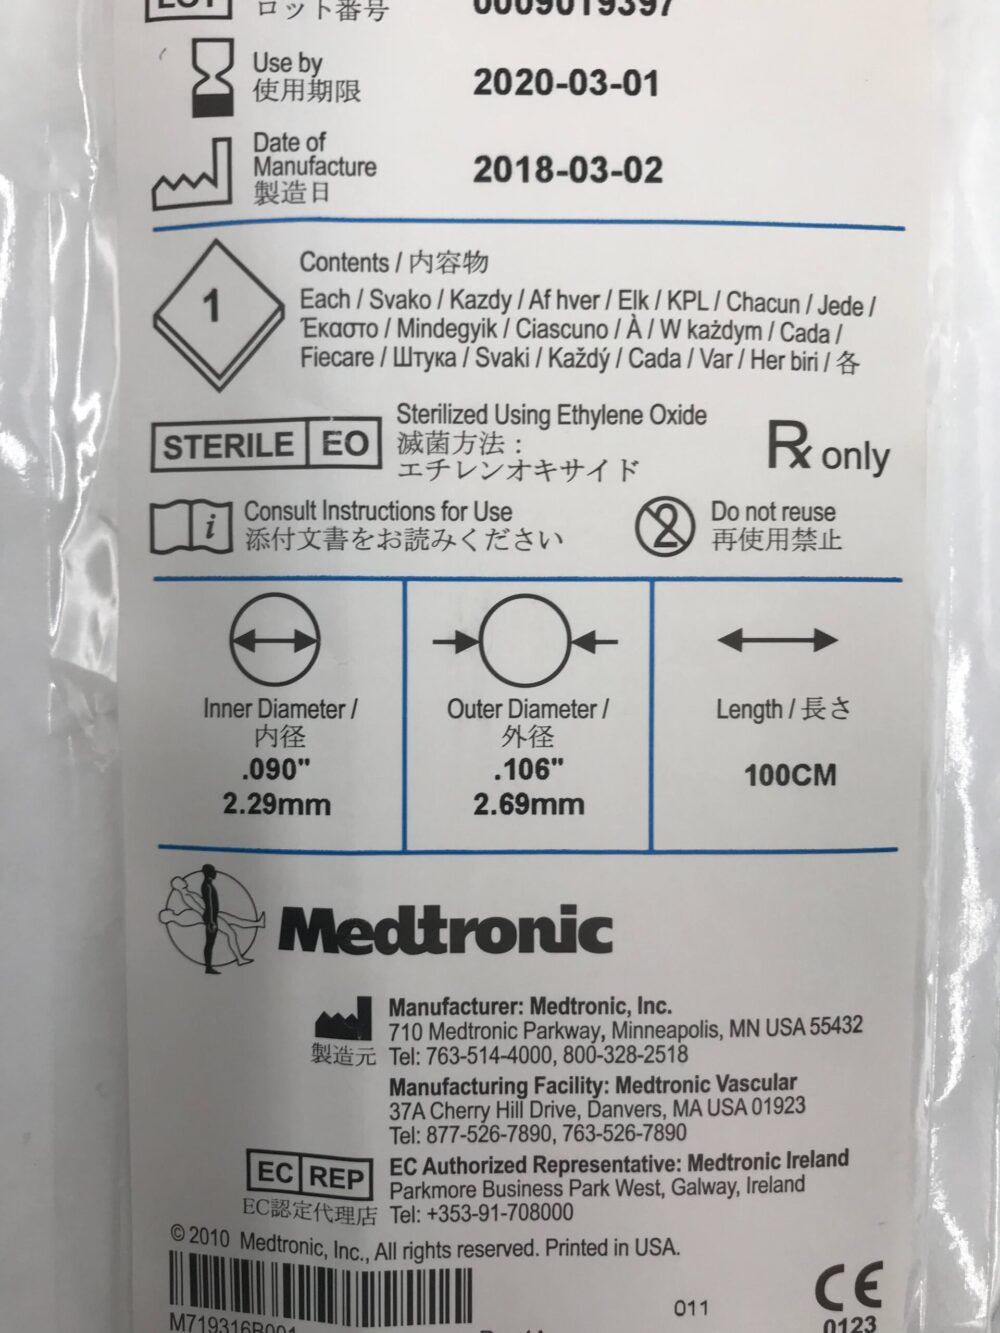 LOT ロット番号 0009019397
Use by
使用期限
2020-03-01
Date of
Manufacture
製造日
2018-03-02
1
Contents / 内容物
Each / Svako / Kazdy / Af hver / Elk / KPL / Chacun / Jede /
Έκαστο / Mindegyik / Ciascuno / À / W każdym / Cada /
Fiecare / Штука / Svaki / Každý / Cada / Var / Her biri / 各
STERILE EO
Sterilized Using Ethylene Oxide
滅菌方法：
エチレンオキサイド
Rx only
i
Consult Instructions for Use
添付文書をお読みください
2
Do not reuse
再使用禁止
Inner Diameter /
内径
.090"
2.29mm
Outer Diameter /
外径
.106"
2.69mm
Length / 長さ
100CM
Medtronic
製造元
Manufacturer: Medtronic, Inc.
710 Medtronic Parkway, Minneapolis, MN USA 55432
Tel: 763-514-4000, 800-328-2518
Manufacturing Facility: Medtronic Vascular
37A Cherry Hill Drive, Danvers, MA USA 01923
Tel: 877-526-7890, 763-526-7890
EC REP
EC認定代理店
EC Authorized Representative: Medtronic Ireland
Parkmore Business Park West, Galway, Ireland
Tel: +353-91-708000
© 2010 Medtronic, Inc., All rights reserved. Printed in USA.
M719316B001
011
CE
0123